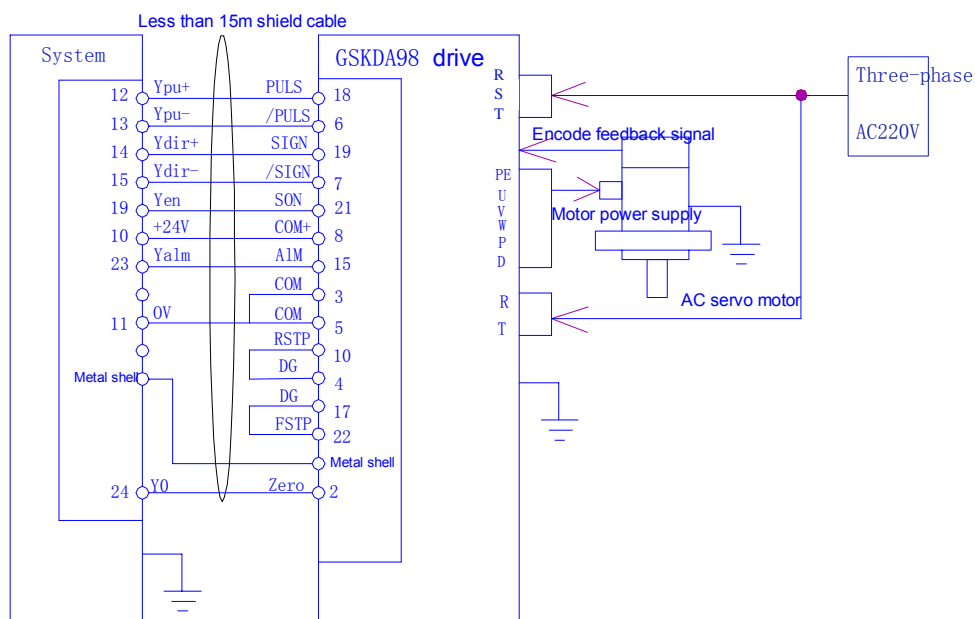 Less than 15m shield cable
System
GSKDA98 drive
Three-phase
AC220V
12 Ypu+ PULS 18
13 Ypu- /PULS 6
14 Ydir+ SIGN 19
15 Ydir- /SIGN 7
19 Yen SON 21
10 +24V COM+ 8
23 Yalm AlM 15
COM 3
11 0V COM 5
RSTP 10
DG 4
DG 17
FSTP 22
Metal shell
Metal shell
24 Y0 Zero 2
R
S
T
Encode feedback signal
PE
U
V
W
P
D
Motor power supply
AC servo motor
R
T